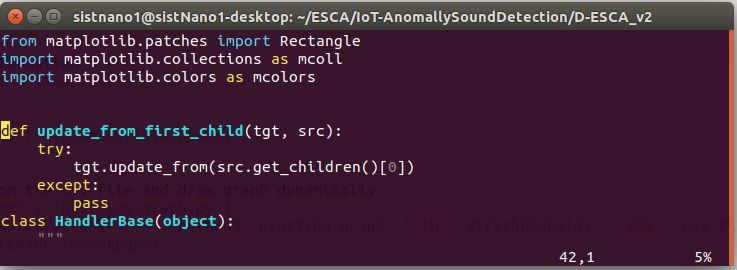 sistnano1@sistNano1-desktop: ~/ESCA/IoT-AnomallySoundDetection/D-ESCA_v2
from matplotlib.patches import Rectangle
import matplotlib.collections as mcoll
import matplotlib.colors as mcolors
def update_from_first_child(tgt, src):
try:
tgt.update_from(src.get_children()[0])
except:
pass
class HandlerBase(object):
"""
42,1 5%